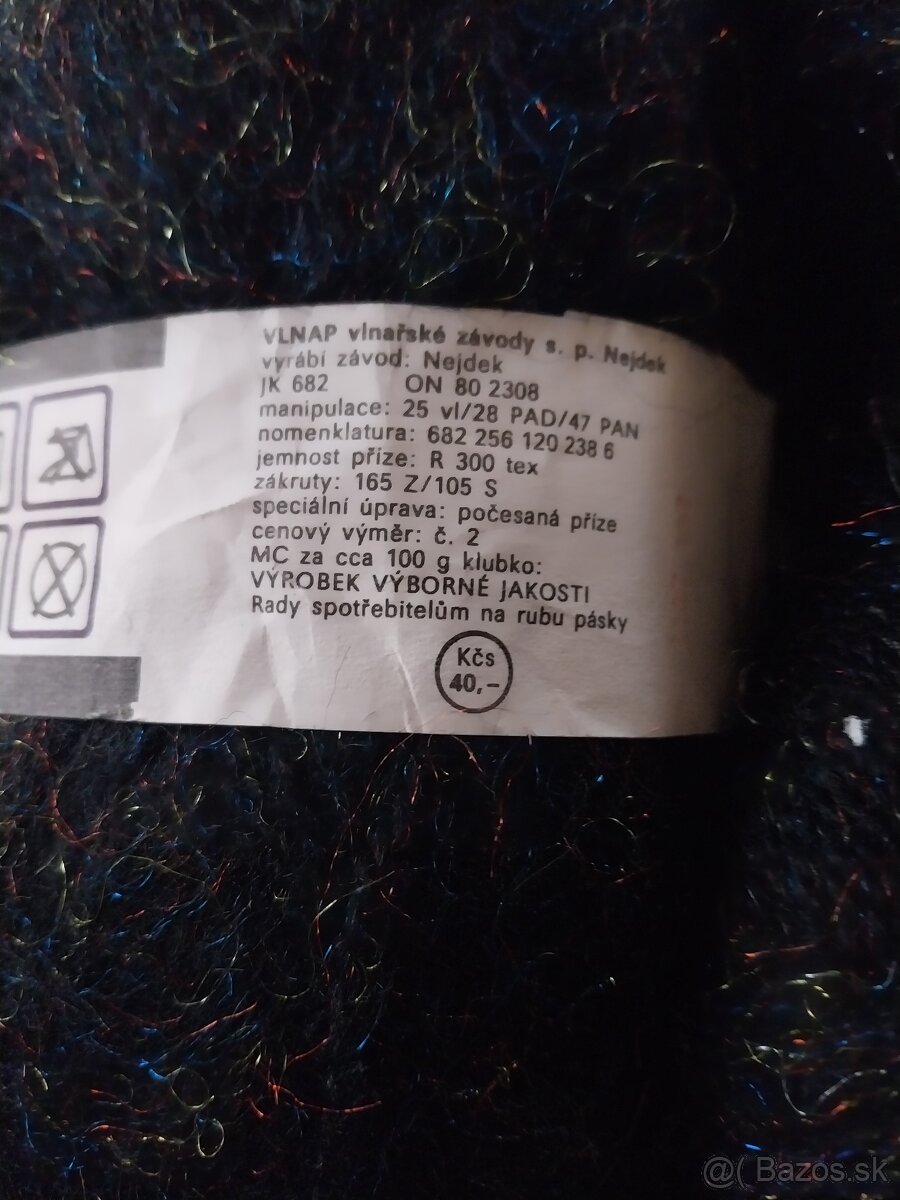 VLNAP vlnařské závody s. p. Nejdek
vyrábí závod: Nejdek
JK 682 ON 80 2308
manipulace: 25 vl/28 PAD/47 PAN
nomenklatura: 682 256 120 238 6
jemnost příze: R 300 tex
zákruty: 165 Z/105 S
speciální úprava: počesaná příze
cenový výměr: č. 2
MC za cca 100 g klubko:
VÝROBEK VÝBORNÉ JAKOSTI
Rady spotřebitelům na rubu pásky
Kčs
40,–
@( Bazos.sk